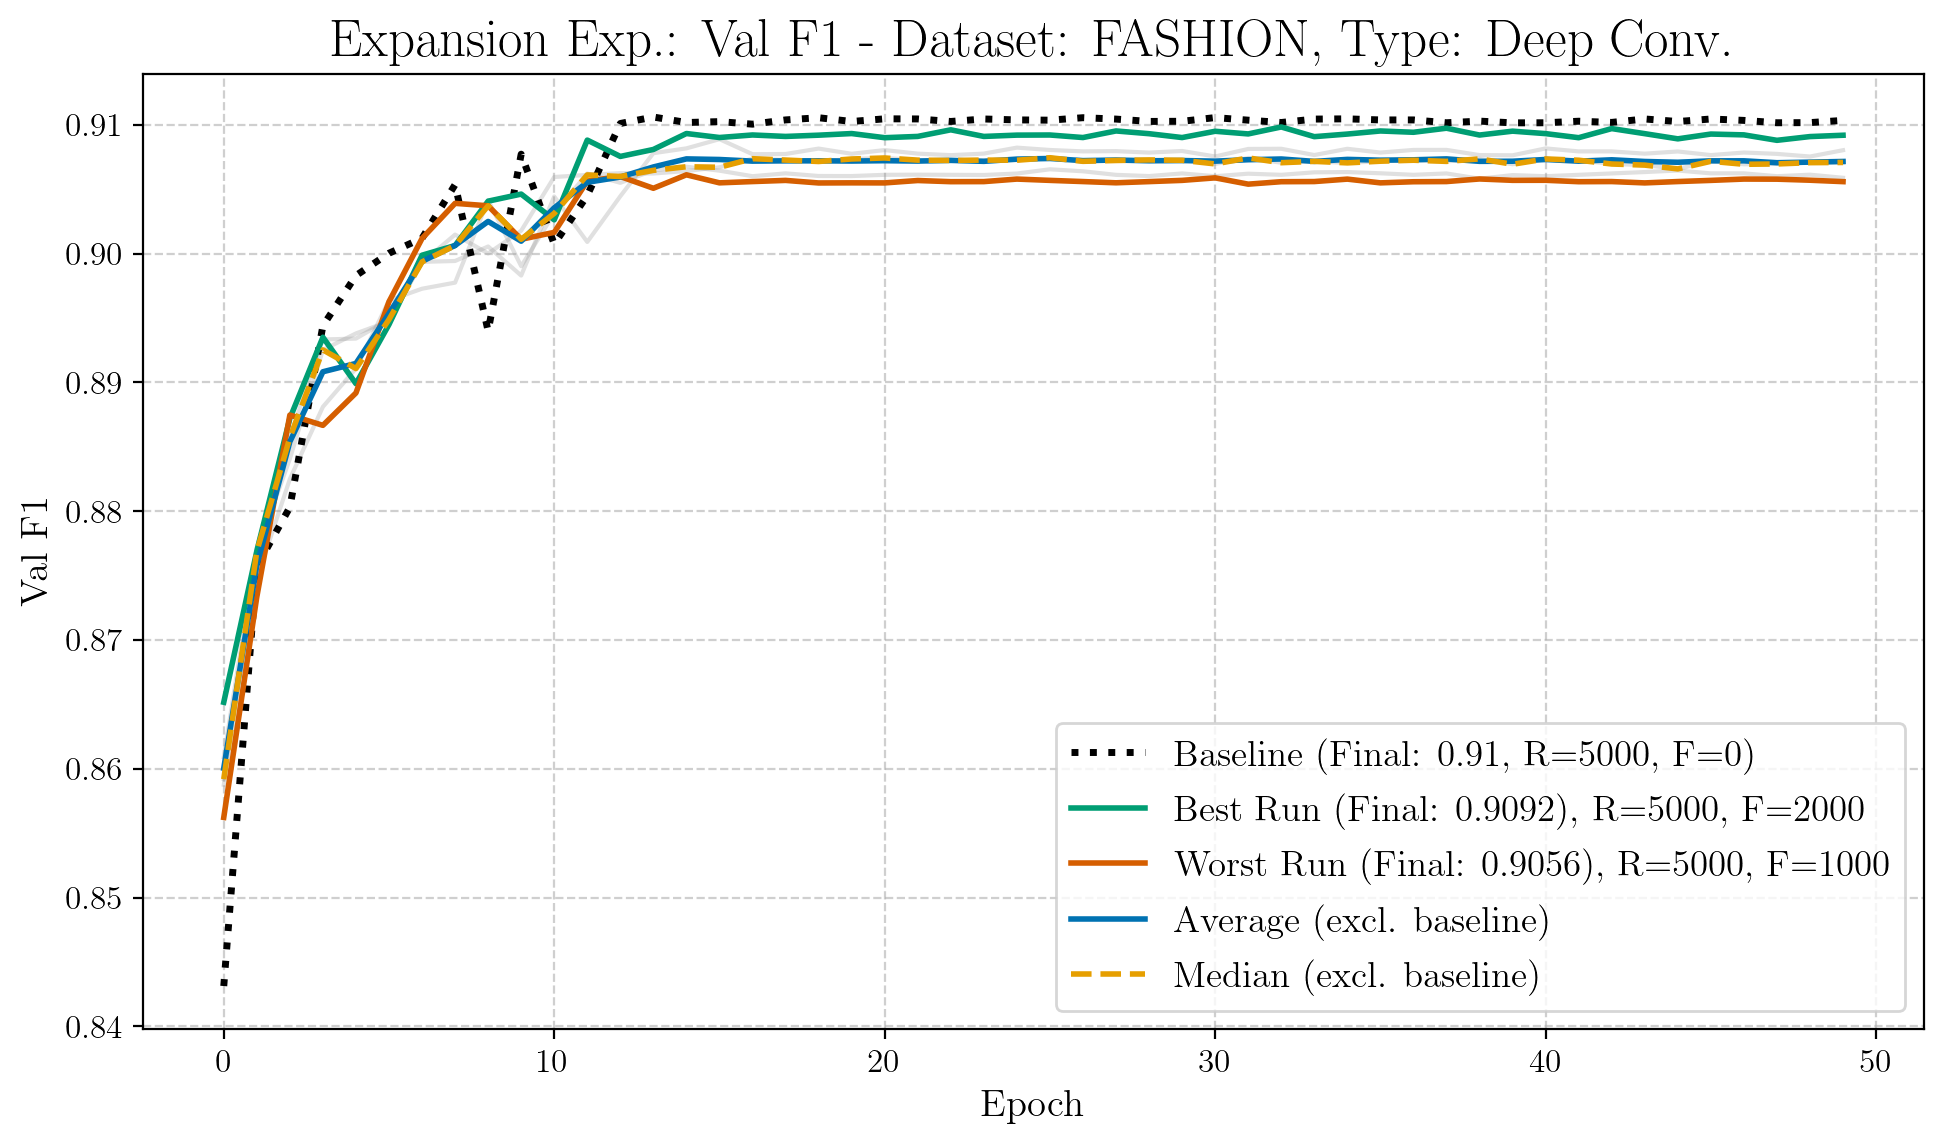 Expansion Exp.: Val F1 - Dataset: FASHION, Type: Deep Conv.
Val F1
0.91
0.90
0.89
0.88
0.87
0.86
0.85
0.84
Baseline (Final: 0.91, R=5000, F=0)
Best Run (Final: 0.9092), R=5000, F=2000
Worst Run (Final: 0.9056), R=5000, F=1000
Average (excl. baseline)
Median (excl. baseline)
0 10 20 30 40 50
Epoch